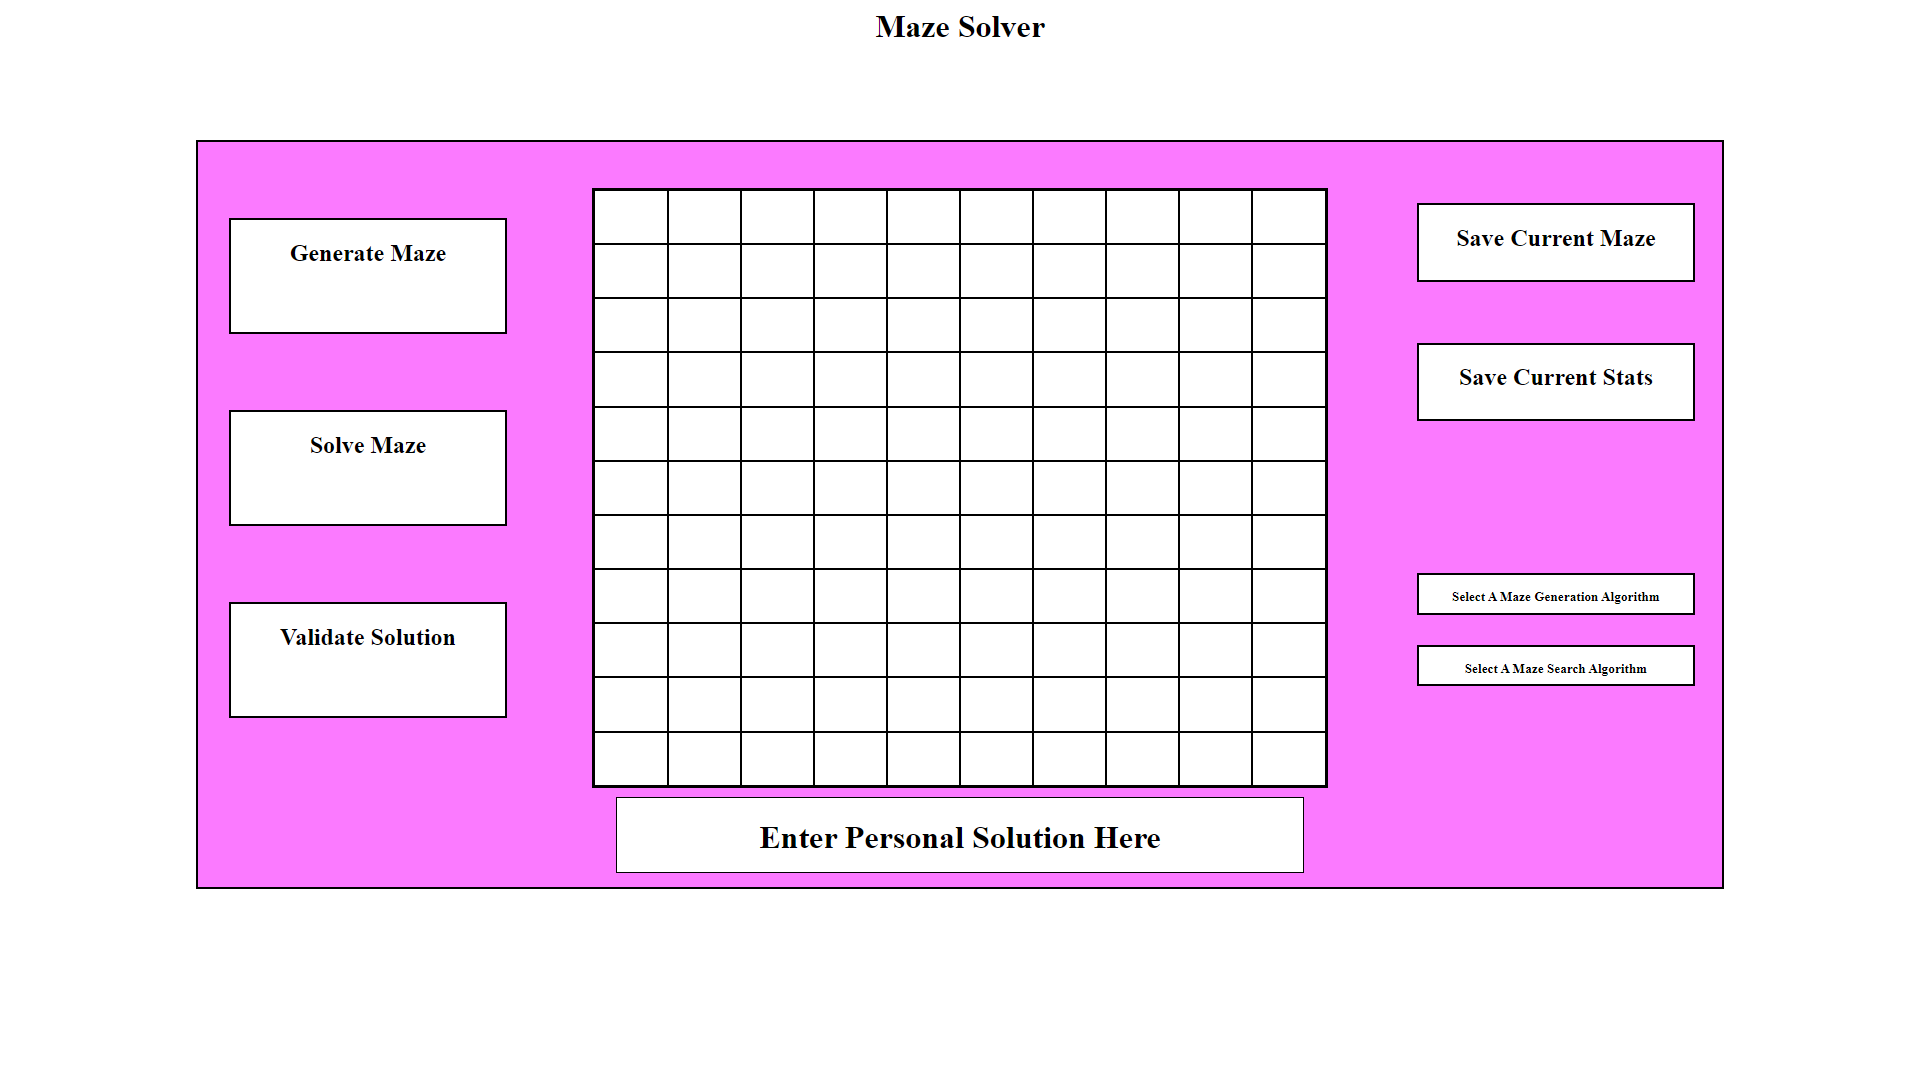 Maze Solver
Generate Maze
Solve Maze
Validate Solution
Save Current Maze
Save Current Stats
Select A Maze Generation Algorithm
Select A Maze Search Algorithm
Enter Personal Solution Here